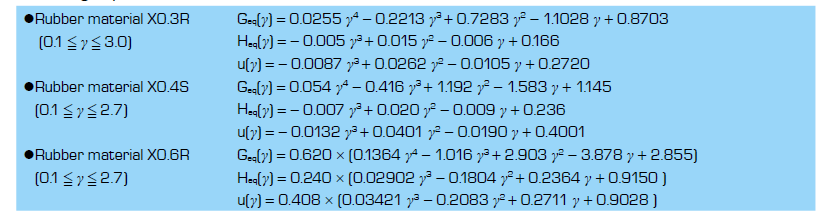 ●Rubber material X0.3R Gₑq(γ) = 0.0255 γ⁴ − 0.2213 γ³ + 0.7283 γ² − 1.1028 γ + 0.8703
(0.1 ≦ γ ≦ 3.0) Hₑq(γ) = − 0.005 γ³ + 0.015 γ² − 0.006 γ + 0.166
u(γ) = − 0.0087 γ³ + 0.0262 γ² − 0.0105 γ + 0.2720
●Rubber material X0.4S Gₑq(γ) = 0.054 γ⁴ − 0.416 γ³ + 1.192 γ² − 1.583 γ + 1.145
(0.1 ≦ γ ≦ 2.7) Hₑq(γ) = − 0.007 γ³ + 0.020 γ² − 0.009 γ + 0.236
u(γ) = − 0.0132 γ³ + 0.0401 γ² − 0.0190 γ + 0.4001
●Rubber material X0.6R Gₑq(γ) = 0.620 × (0.1364 γ⁴ − 1.016 γ³ + 2.903 γ² − 3.878 γ + 2.855)
(0.1 ≦ γ ≦ 2.7) Hₑq(γ) = 0.240 × (0.02902 γ³ − 0.1804 γ² + 0.2364 γ + 0.9150 )
u(γ) = 0.408 × (0.03421 γ³ − 0.2083 γ² + 0.2711 γ + 0.9028 )